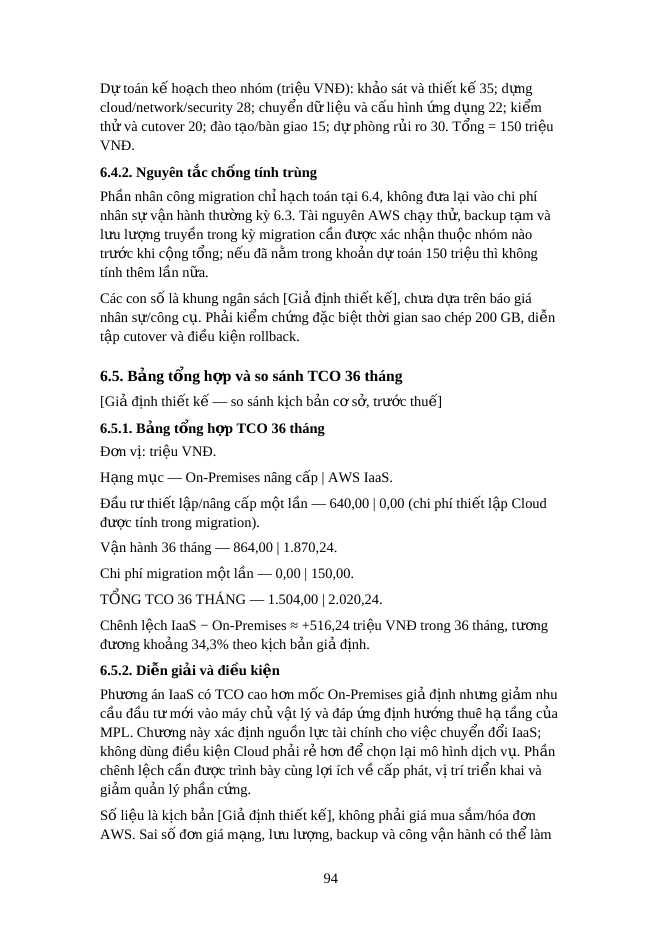 Dự toán kế hoạch theo nhóm (triệu VNĐ): khảo sát và thiết kế 35; dựng
cloud/network/security 28; chuyển dữ liệu và cấu hình ứng dụng 22; kiểm
thử và cutover 20; đào tạo/bàn giao 15; dự phòng rủi ro 30. Tổng = 150 triệu
VNĐ.
6.4.2. Nguyên tắc chống tính trùng
Phần nhân công migration chỉ hạch toán tại 6.4, không đưa lại vào chi phí
nhân sự vận hành thường kỳ 6.3. Tài nguyên AWS chạy thử, backup tạm và
lưu lượng truyền trong kỳ migration cần được xác nhận thuộc nhóm nào
trước khi cộng tổng; nếu đã nằm trong khoản dự toán 150 triệu thì không
tính thêm lần nữa.
Các con số là khung ngân sách [Giả định thiết kế], chưa dựa trên báo giá
nhân sự/công cụ. Phải kiểm chứng đặc biệt thời gian sao chép 200 GB, diễn
tập cutover và điều kiện rollback.
6.5. Bảng tổng hợp và so sánh TCO 36 tháng
[Giả định thiết kế — so sánh kịch bản cơ sở, trước thuế]
6.5.1. Bảng tổng hợp TCO 36 tháng
Đơn vị: triệu VNĐ.
Hạng mục — On-Premises nâng cấp | AWS IaaS.
Đầu tư thiết lập/nâng cấp một lần — 640,00 | 0,00 (chi phí thiết lập Cloud
được tính trong migration).
Vận hành 36 tháng — 864,00 | 1.870,24.
Chi phí migration một lần — 0,00 | 150,00.
TỔNG TCO 36 THÁNG — 1.504,00 | 2.020,24.
Chênh lệch IaaS − On-Premises ≈ +516,24 triệu VNĐ trong 36 tháng, tương
đương khoảng 34,3% theo kịch bản giả định.
6.5.2. Diễn giải và điều kiện
Phương án IaaS có TCO cao hơn mốc On-Premises giả định nhưng giảm nhu
cầu đầu tư mới vào máy chủ vật lý và đáp ứng định hướng thuê hạ tầng của
MPL. Chương này xác định nguồn lực tài chính cho việc chuyển đổi IaaS;
không dùng điều kiện Cloud phải rẻ hơn để chọn lại mô hình dịch vụ. Phần
chênh lệch cần được trình bày cùng lợi ích về cấp phát, vị trí triển khai và
giảm quản lý phần cứng.
Số liệu là kịch bản [Giả định thiết kế], không phải giá mua sắm/hóa đơn
AWS. Sai số đơn giá mạng, lưu lượng, backup và công vận hành có thể làm
94